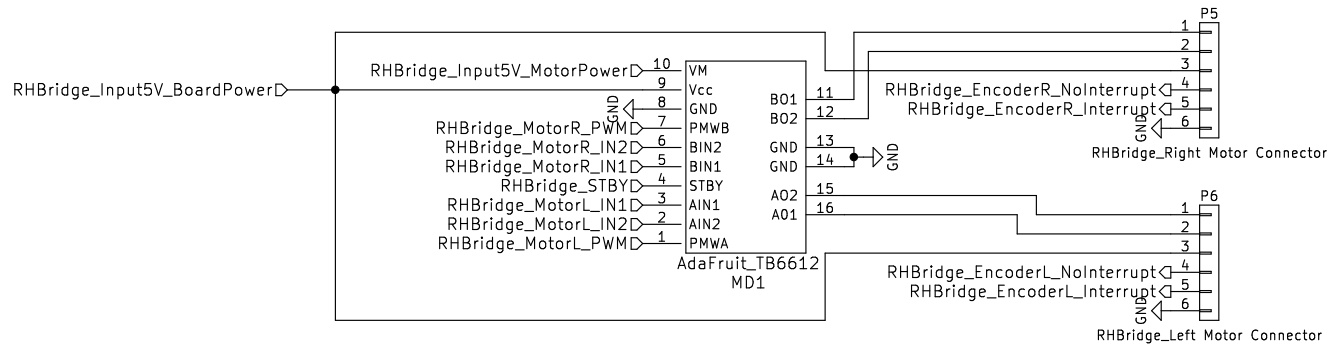 RHBridge_Input5V_BoardPower
RHBridge_Input5V_MotorPower 10 VM
9 Vcc
GND 8 GND
RHBridge_MotorR_PWM 7 PMWB
RHBridge_MotorR_IN2 6 BIN2
RHBridge_MotorR_IN1 5 BIN1
RHBridge_STBY 4 STBY
RHBridge_MotorL_IN1 3 AIN1
RHBridge_MotorL_IN2 2 AIN2
RHBridge_MotorL_PWM 1 PMWA
BO1 11
BO2 12
GND 13
GND 14
GND
AO2 15
AO1 16
AdaFruit_TB6612
MD1
P5
1
2
3
RHBridge_EncoderR_NoInterrupt 4
RHBridge_EncoderR_Interrupt 5
GND 6
RHBridge_Right Motor Connector
P6
1
2
3
RHBridge_EncoderL_NoInterrupt 4
RHBridge_EncoderL_Interrupt 5
GND 6
RHBridge_Left Motor Connector